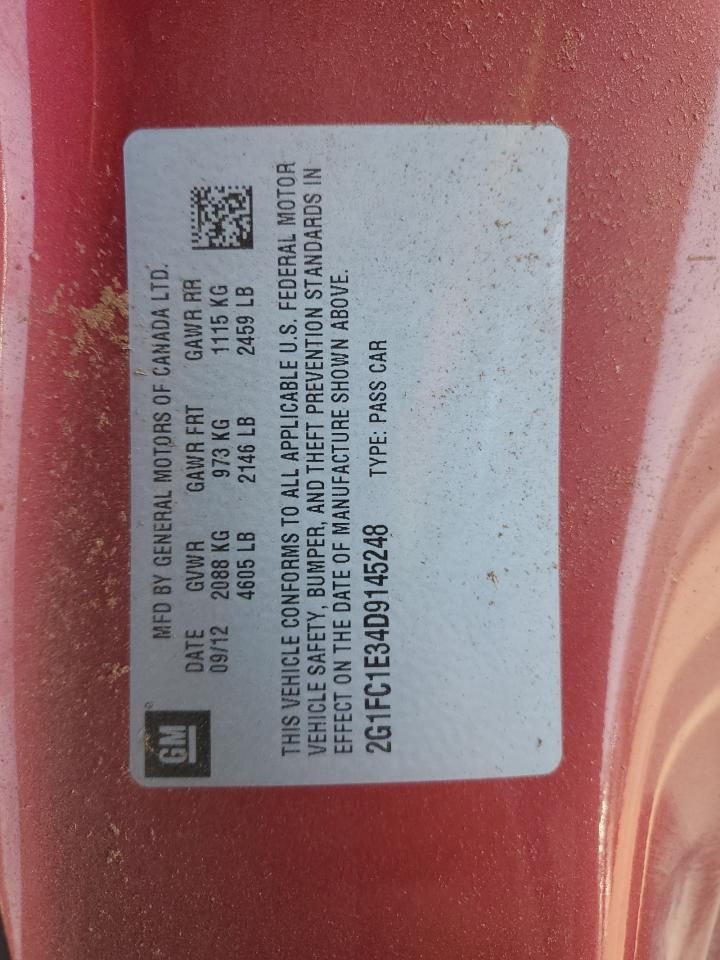 GM
MFD BY GENERAL MOTORS OF CANADA LTD.
DATE GVWR GAWR FRT GAWR RR
09/12 2088 KG 973 KG 1115 KG
4605 LB 2146 LB 2459 LB
THIS VEHICLE CONFORMS TO ALL APPLICABLE U.S. FEDERAL MOTOR
VEHICLE SAFETY, BUMPER, AND THEFT PREVENTION STANDARDS IN
EFFECT ON THE DATE OF MANUFACTURE SHOWN ABOVE.
2G1FC1E34D9145248 TYPE: PASS CAR